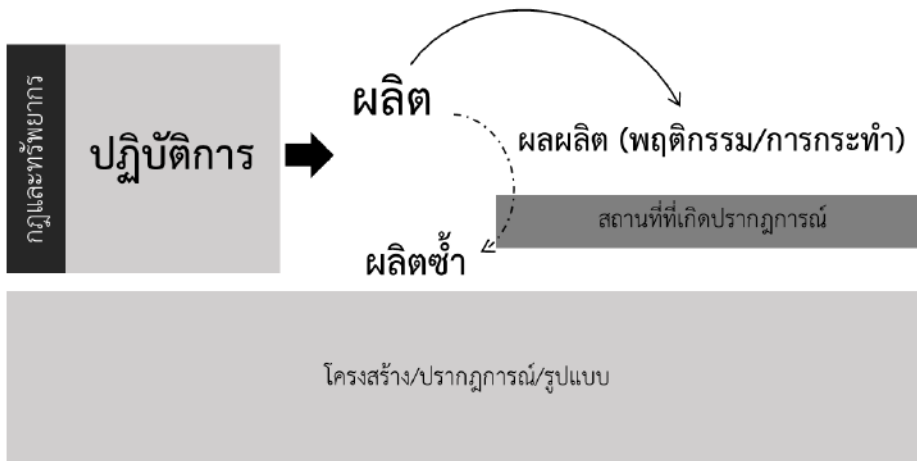 กฎและทรัพยากร
ปฏิบัติการ
ผลิต
ผลผลิต (พฤติกรรม/การกระทำ)
สถานที่ที่เกิดปรากฎการณ์
ผลิตซ้ำ
โครงสร้าง/ปรากฎการณ์/รูปแบบ